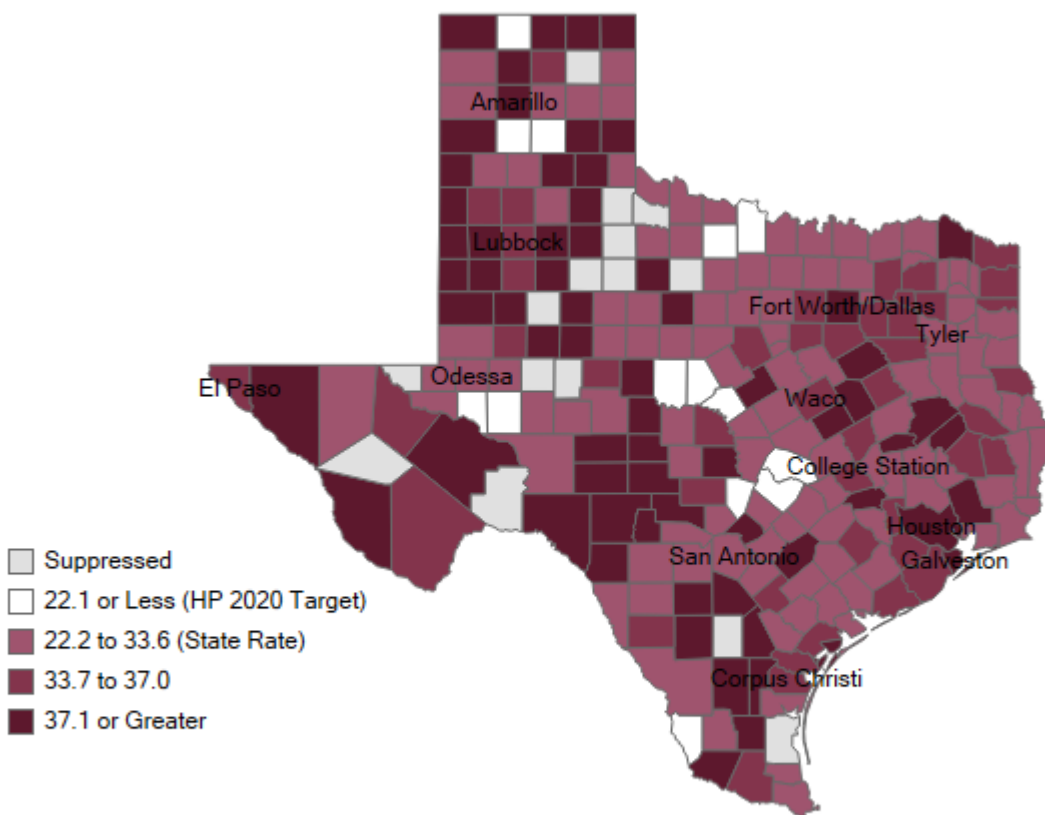 Amarillo
Lubbock
Fort Worth/Dallas
Tyler
El Paso
Odessa
Waco
College Station
Houston
San Antonio
Galveston
Corpus Christi
Suppressed
22.1 or Less (HP 2020 Target)
22.2 to 33.6 (State Rate)
33.7 to 37.0
37.1 or Greater